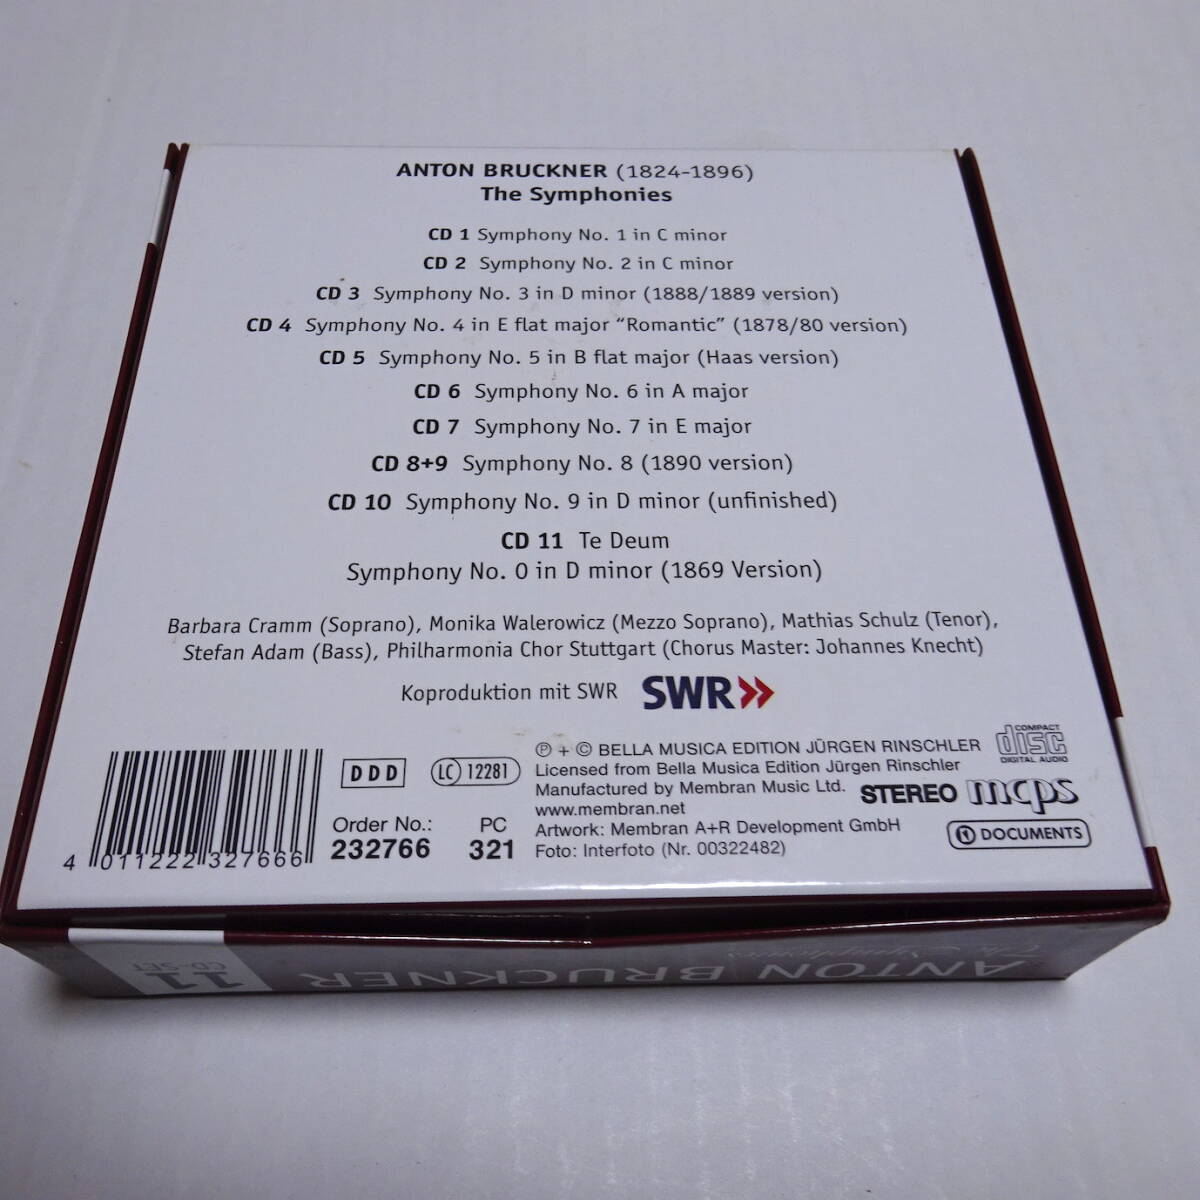 ANTON BRUCKNER (1824-1896)
The Symphonies
CD 1 Symphony No. 1 in C minor
CD 2 Symphony No. 2 in C minor
CD 3 Symphony No. 3 in D minor (1888/1889 version)
CD 4 Symphony No. 4 in E flat major “Romantic” (1878/80 version)
CD 5 Symphony No. 5 in B flat major (Haas version)
CD 6 Symphony No. 6 in A major
CD 7 Symphony No. 7 in E major
CD 8+9 Symphony No. 8 (1890 version)
CD 10 Symphony No. 9 in D minor (unfinished)
CD 11 Te Deum
Symphony No. 0 in D minor (1869 Version)
Barbara Cramm (Soprano), Monika Walerowicz (Mezzo Soprano), Mathias Schulz (Tenor),
Stefan Adam (Bass), Philharmonia Chor Stuttgart (Chorus Master: Johannes Knecht)
Koproduktion mit SWR SWR
4 011222 327666
DDD
LC 12281
Order No.: PC
232766 321
℗ + © BELLA MUSICA EDITION JÜRGEN RINSCHLER
Licensed from Bella Musica Edition Jürgen Rinschler
Manufactured by Membran Music Ltd.
www.membran.net
Artwork: Membran A+R Development GmbH
Foto: Interfoto (Nr. 00322482)
COMPACT
disc
DIGITAL AUDIO
STEREO mcps
DOCUMENTS
ANTON BRUCKNER
The Symphonies
11
CD-SET